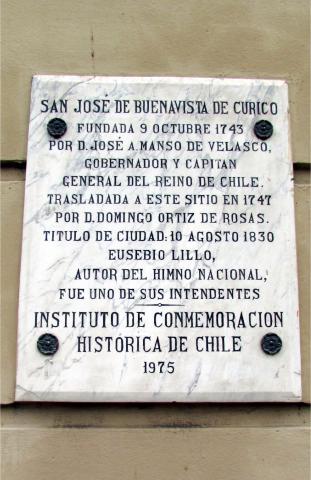 SAN JOSÉ DE BUENAVISTA DE CURICO
FUNDADA 9 OCTUBRE 1743
POR D. JOSÉ A. MANSO DE VELASCO,
GOBERNADOR Y CAPITAN
GENERAL DEL REINO DE CHILE.
TRASLADADA A ESTE SITIO EN 1747
POR D. DOMINGO ORTIZ DE ROSAS.
TITULO DE CIUDAD: 10 AGOSTO 1830
EUSEBIO LILLO,
AUTOR DEL HIMNO NACIONAL,
FUE UNO DE SUS INTENDENTES
INSTITUTO DE CONMEMORACION
HISTÓRICA DE CHILE
1975